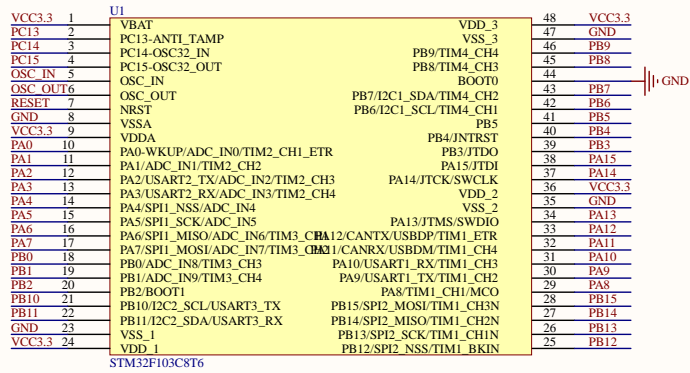 U1
VCC3.3 1 VBAT VDD_3 48 VCC3.3
PC13 2 PC13-ANTI_TAMP VSS_3 47 GND
PC14 3 PC14-OSC32_IN PB9/TIM4_CH4 46 PB9
PC15 4 PC15-OSC32_OUT PB8/TIM4_CH3 45 PB8
OSC_IN 5 OSC_IN BOOT0 44 GND
OSC_OUT 6 OSC_OUT PB7/I2C1_SDA/TIM4_CH2 43 PB7
RESET 7 NRST PB6/I2C1_SCL/TIM4_CH1 42 PB6
GND 8 VSSA PB5 41 PB5
VCC3.3 9 VDDA PB4/JNTRST 40 PB4
PA0 10 PA0-WKUP/ADC_IN0/TIM2_CH1_ETR PB3/JTDO 39 PB3
PA1 11 PA1/ADC_IN1/TIM2_CH2 PA15/JTDI 38 PA15
PA2 12 PA2/USART2_TX/ADC_IN2/TIM2_CH3 PA14/JTCK/SWCLK 37 PA14
PA3 13 PA3/USART2_RX/ADC_IN3/TIM2_CH4 VDD_2 36 VCC3.3
PA4 14 PA4/SPI1_NSS/ADC_IN4 VSS_2 35 GND
PA5 15 PA5/SPI1_SCK/ADC_IN5 PA13/JTMS/SWDIO 34 PA13
PA6 16 PA6/SPI1_MISO/ADC_IN6/TIM3_CH1 PA12/CANTX/USBDP/TIM1_ETR 33 PA12
PA7 17 PA7/SPI1_MOSI/ADC_IN7/TIM3_CH2 PA11/CANRX/USBDM/TIM1_CH4 32 PA11
PB0 18 PB0/ADC_IN8/TIM3_CH3 PA10/USART1_RX/TIM1_CH3 31 PA10
PB1 19 PB1/ADC_IN9/TIM3_CH4 PA9/USART1_TX/TIM1_CH2 30 PA9
PB2 20 PB2/BOOT1 PA8/TIM1_CH1/MCO 29 PA8
PB10 21 PB10/I2C2_SCL/USART3_TX PB15/SPI2_MOSI/TIM1_CH3N 28 PB15
PB11 22 PB11/I2C2_SDA/USART3_RX PB14/SPI2_MISO/TIM1_CH2N 27 PB14
GND 23 VSS_1 PB13/SPI2_SCK/TIM1_CH1N 26 PB13
VCC3.3 24 VDD_1 PB12/SPI2_NSS/TIM1_BKIN 25 PB12
STM32F103C8T6